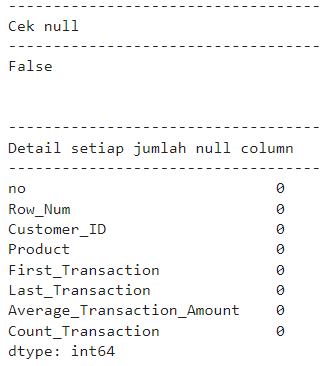 -----------------------------------
Cek null
-----------------------------------
False
-----------------------------------
Detail setiap jumlah null column
-----------------------------------
no 0
Row_Num 0
Customer_ID 0
Product 0
First_Transaction 0
Last_Transaction 0
Average_Transaction_Amount 0
Count_Transaction 0
dtype: int64